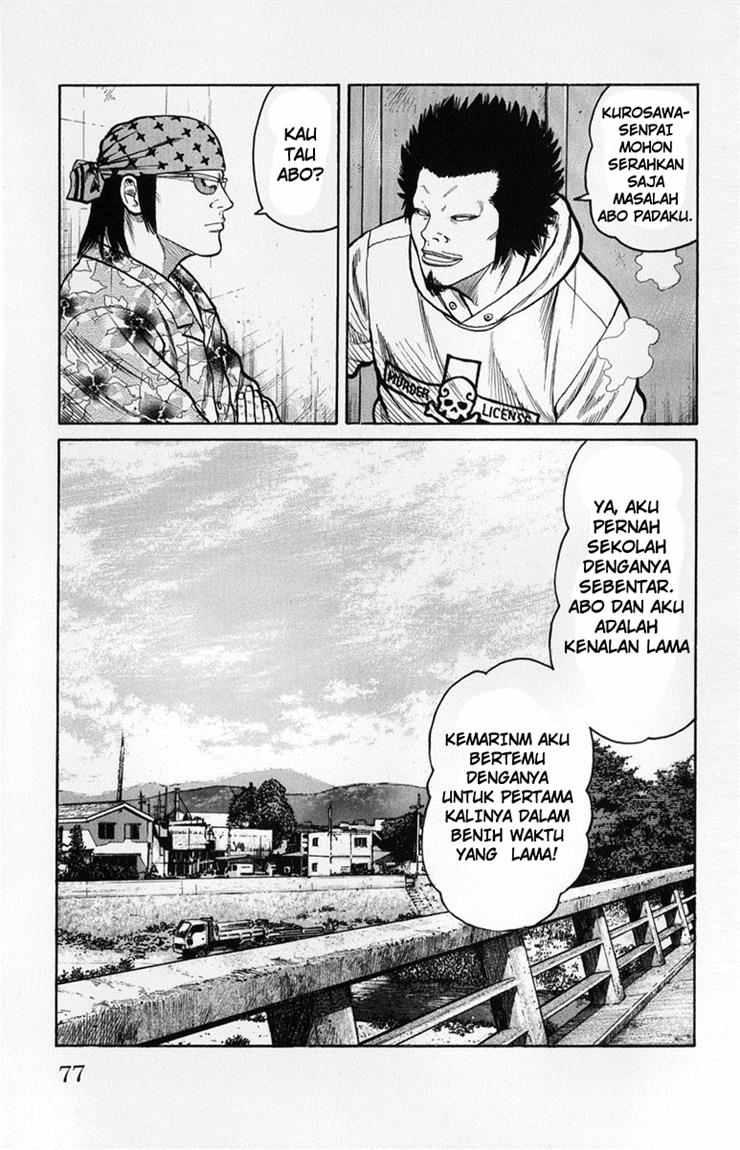 KUROSAWA-
SENPAI
MOHON
SERAHKAN
SAJA
MASALAH
ABO PADAKU.
MURDER
LICENSE
KAU
TAU
ABO?
YA, AKU
PERNAH
SEKOLAH
DENGANYA
SEBENTAR.
ABO DAN AKU
ADALAH
KENALAN LAMA
KEMARINM AKU
BERTEMU
DENGANYA
UNTUK PERTAMA
KALINYA DALAM
BENIH WAKTU
YANG LAMA!
77